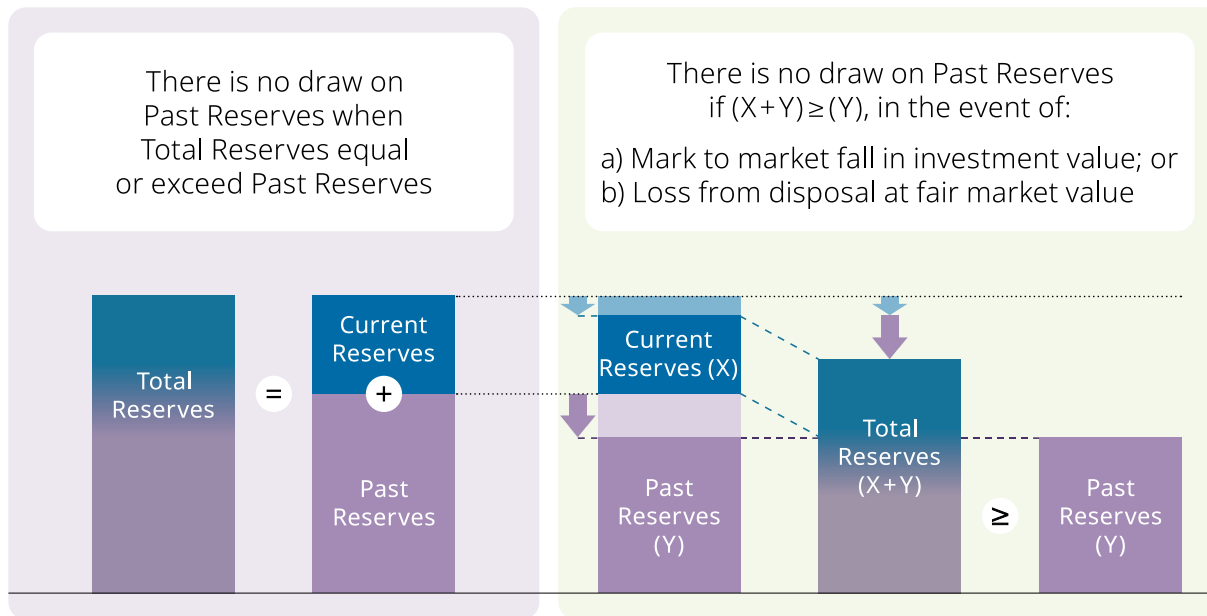 There is no draw on
Past Reserves when
Total Reserves equal
or exceed Past Reserves
There is no draw on Past Reserves
if (X+Y) ≥ (Y), in the event of:
a) Mark to market fall in investment value; or
b) Loss from disposal at fair market value
Total
Reserves
=
Current
Reserves
+
Past
Reserves
Current
Reserves (X)
Past
Reserves
(Y)
Total
Reserves
(X+Y)
≥
Past
Reserves
(Y)